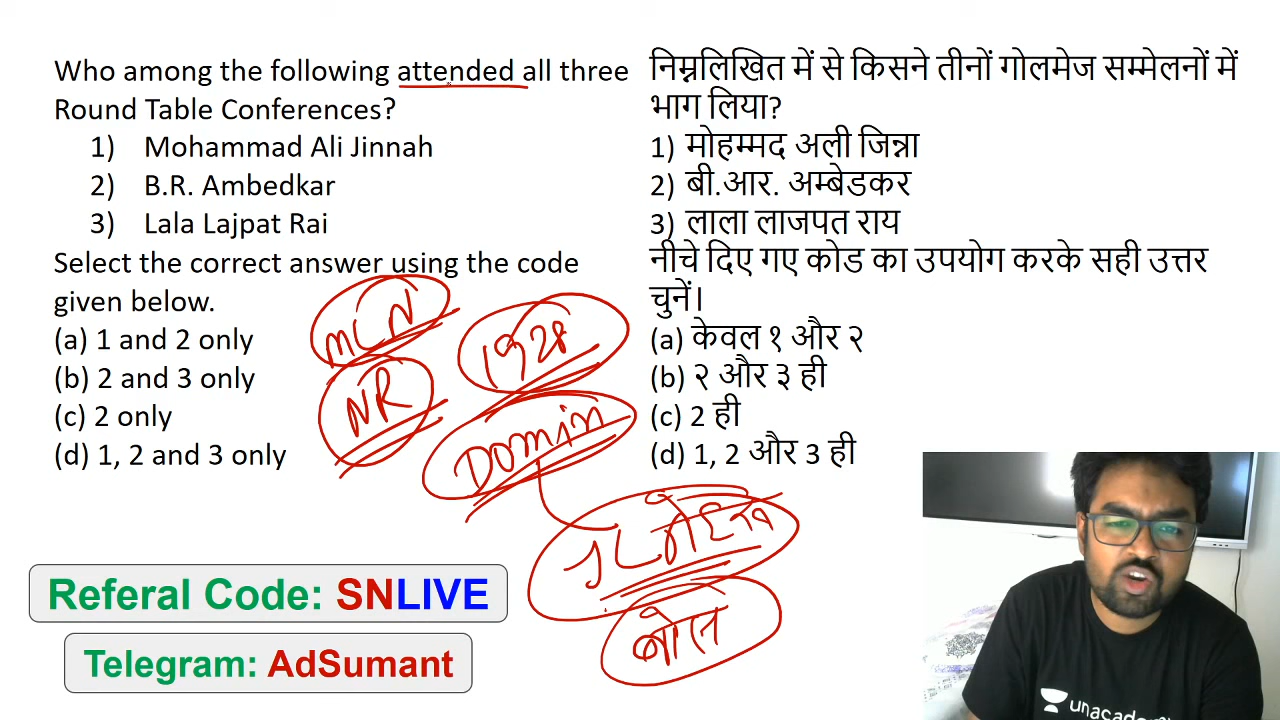 Who among the following attended all three
Round Table Conferences?
1) Mohammad Ali Jinnah
2) B.R. Ambedkar
3) Lala Lajpat Rai
Select the correct answer using the code
given below.
(a) 1 and 2 only
(b) 2 and 3 only
(c) 2 only
(d) 1, 2 and 3 only
निम्नलिखित में से किसने तीनों गोलमेज सम्मेलनों में
भाग लिया?
1) मोहम्मद अली जिन्ना
2) बी.आर. अम्बेडकर
3) लाला लाजपत राय
नीचे दिए गए कोड का उपयोग करके सही उत्तर
चुनें।
(a) केवल १ और २
(b) २ और ३ ही
(c) 2 ही
(d) 1, 2 और 3 ही
MLN
1928
NR
DOMIN
बोस
Referal Code: SNLIVE
Telegram: AdSumant
unacademy